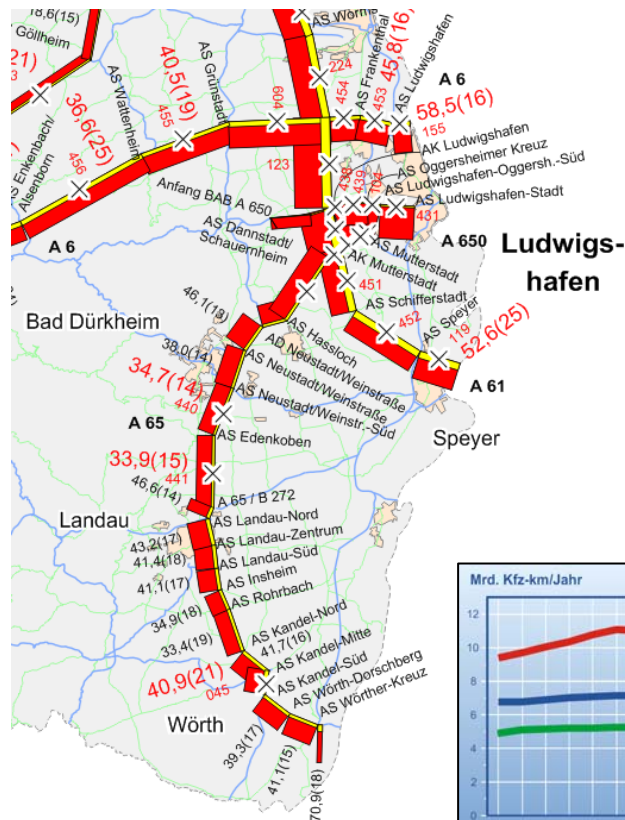 18,6(15)
Göllheim
21)
3
AS Enkenbach/
Alsenborn
36,6(25)
456
AS Wattenheim
40,5(19)
455
AS Grünstadt
604
123
AS Worms
224
454
AS Frankenthal
453
45,8(16)
AS Ludwigshafen
A 6
58,5(16)
155
AK Ludwigshafen
AS Oggersheimer Kreuz
AS Ludwigshafen-Oggersh.-Süd
AS Ludwigshafen-Stadt
438
439
104
431
A 650
Ludwigs-
hafen
Anfang BAB A 650
AS Dannstadt/
Schauernheim
A 6
AS Mutterstadt
AK Mutterstadt
451
AS Schifferstadt
452
AS Speyer
119
52,6(25)
A 61
Speyer
46,1(13)
Bad Dürkheim
38,0(14)
34,7(14)
440
AS Hassloch
AD Neustadt/Weinstraße
AS Neustadt/Weinstraße
AS Neustadt/Weinstr.-Süd
A 65
AS Edenkoben
33,9(15)
441
46,6(14)
A 65 / B 272
Landau
AS Landau-Nord
43,2(17)
AS Landau-Zentrum
41,4(18)
AS Landau-Süd
41,1(17)
AS Insheim
AS Rohrbach
34,9(18)
33,4(19)
AS Kandel-Nord
41,7(16)
AS Kandel-Mitte
40,9(21)
045
AS Kandel-Süd
AS Wörth-Dorschberg
AS Wörther-Kreuz
Wörth
39,3(17)
41,1(15)
70,9(18)
Mrd. Kfz-km/Jahr
12
10
8
6
4
2
0